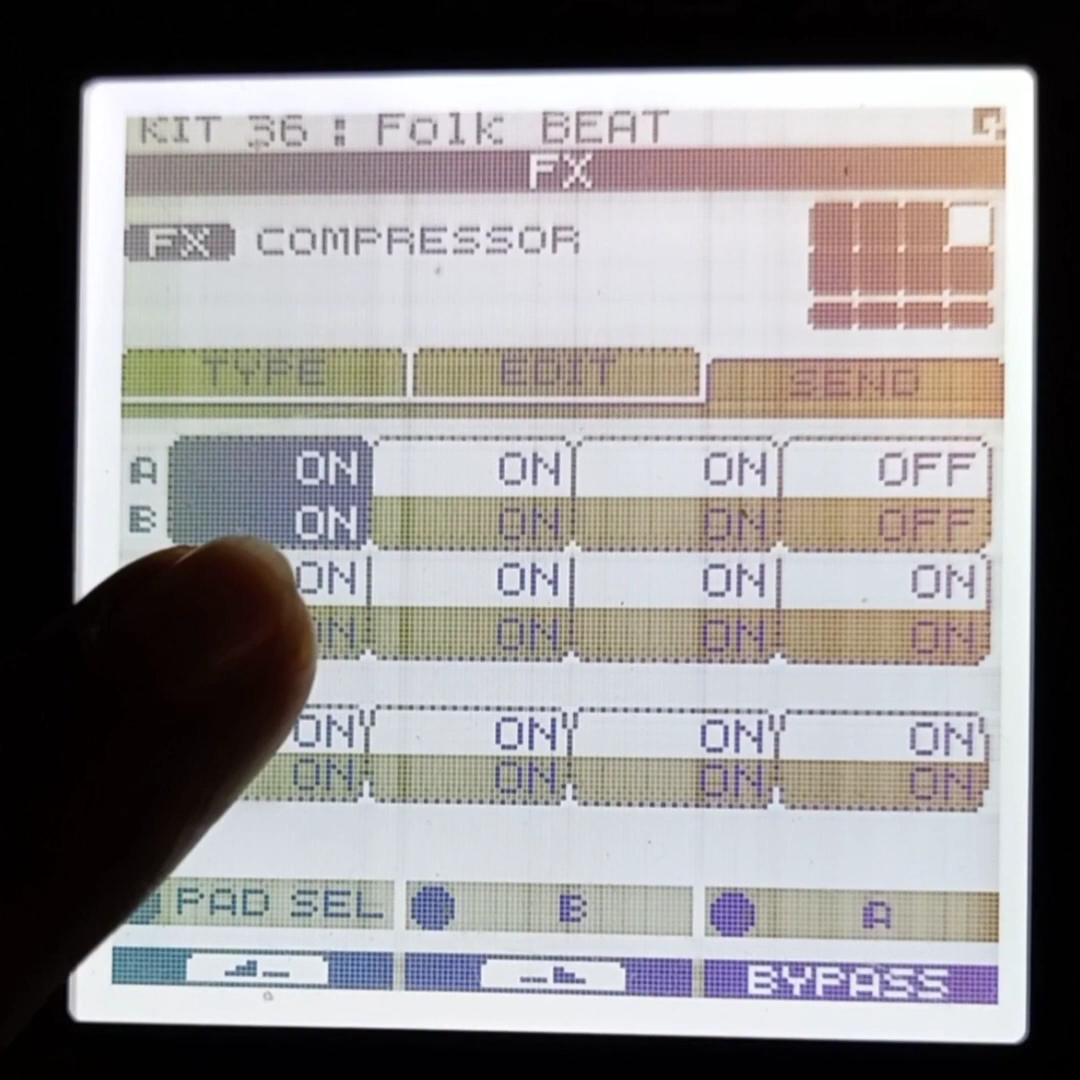 KIT 36 : Folk BEAT
FX
FX COMPRESSOR
TYPE EDIT SEND
A ON ON ON OFF
B ON ON ON OFF
ON ON ON ON
ON ON ON ON
ON ON ON ON
ON ON ON ON
PAD SEL B A
BYPASS